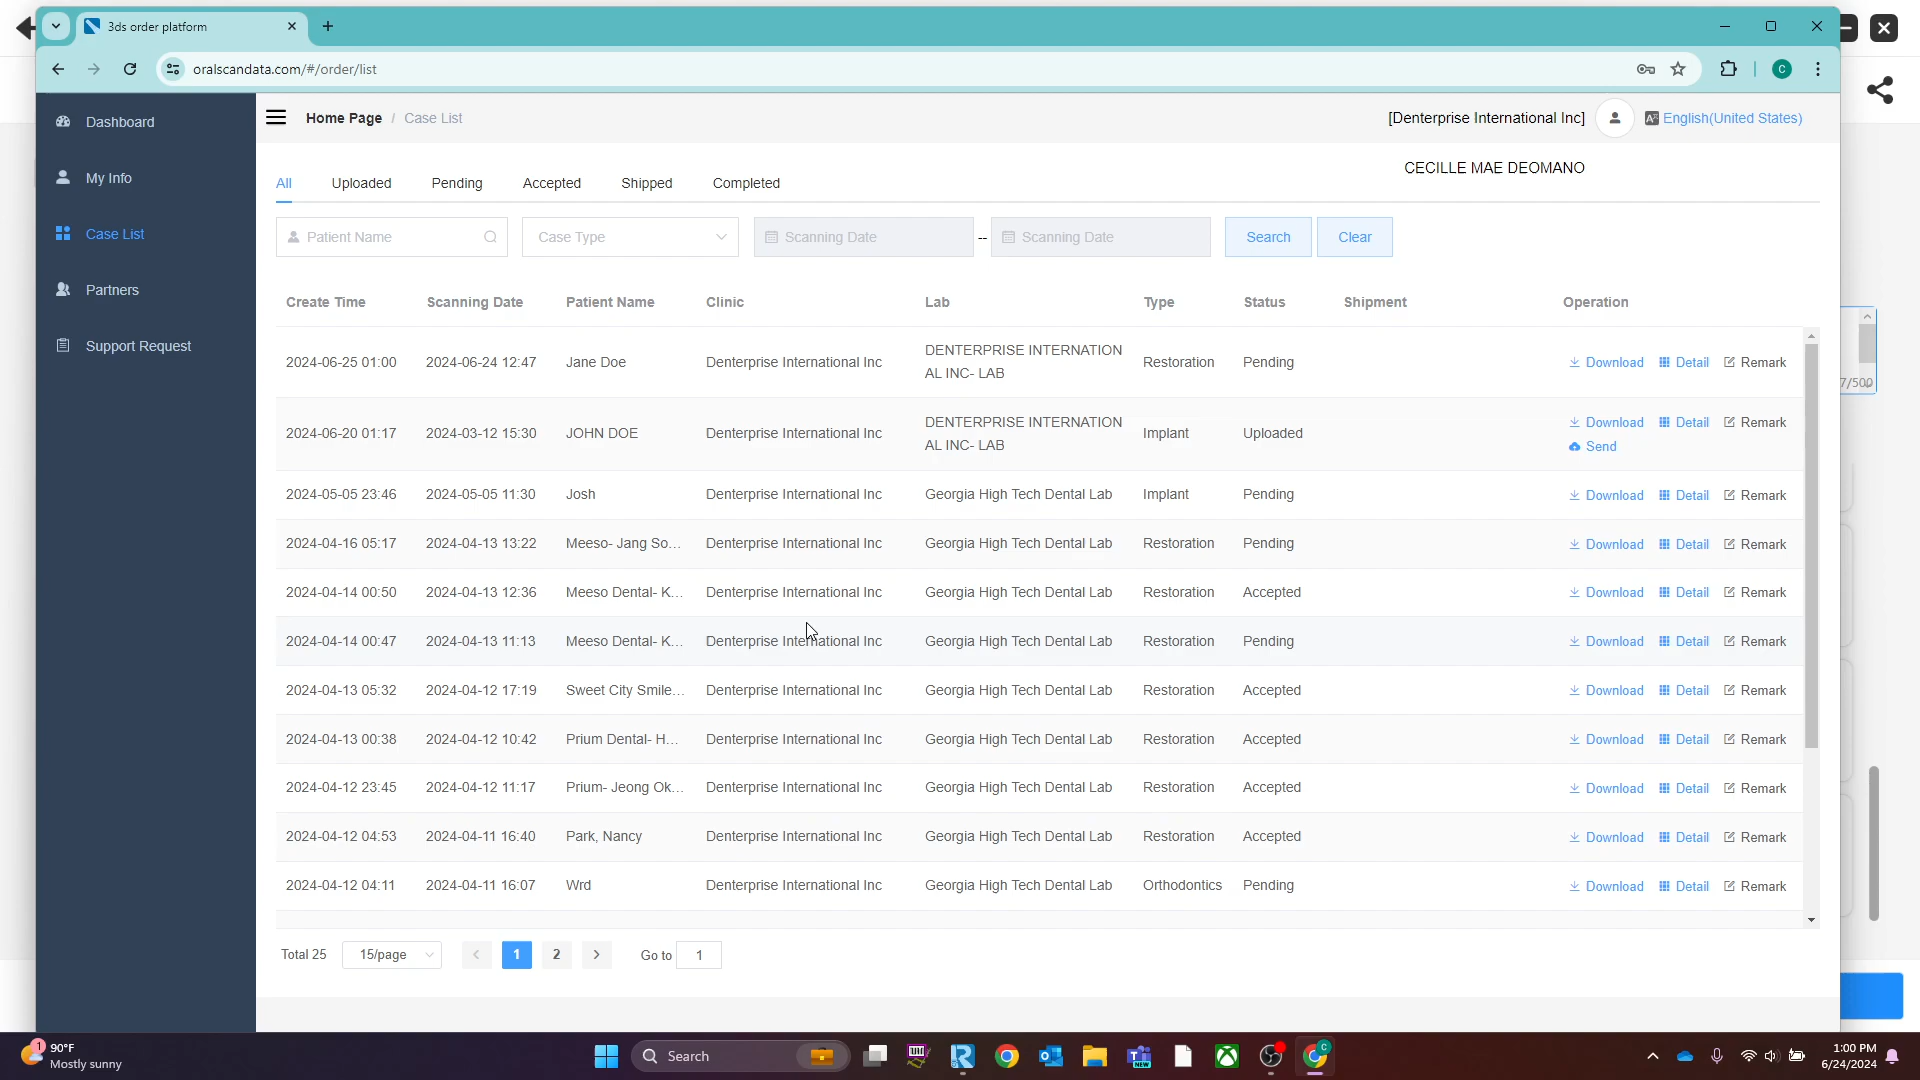 3ds order platform
oralscandata.com/#/order/list
C
Dashboard
My Info
Case List
Partners
Support Request
Home Page / Case List
[Denterprise International Inc]
English(United States)
CECILLE MAE DEOMANO
All Uploaded Pending Accepted Shipped Completed
Patient Name Case Type Scanning Date -- Scanning Date Search Clear
Create Time Scanning Date Patient Name Clinic Lab Type Status Shipment Operation
2024-06-25 01:00 2024-06-24 12:47 Jane Doe Denterprise International Inc DENTERPRISE INTERNATION Restoration Pending Download Detail Remark
AL INC- LAB
2024-06-20 01:17 2024-03-12 15:30 JOHN DOE Denterprise International Inc DENTERPRISE INTERNATION Implant Uploaded Download Detail Remark
AL INC- LAB Send
2024-05-05 23:46 2024-05-05 11:30 Josh Denterprise International Inc Georgia High Tech Dental Lab Implant Pending Download Detail Remark
2024-04-16 05:17 2024-04-13 13:22 Meeso- Jang So... Denterprise International Inc Georgia High Tech Dental Lab Restoration Pending Download Detail Remark
2024-04-14 00:50 2024-04-13 12:36 Meeso Dental- K... Denterprise International Inc Georgia High Tech Dental Lab Restoration Accepted Download Detail Remark
2024-04-14 00:47 2024-04-13 11:13 Meeso Dental- K... Denterprise International Inc Georgia High Tech Dental Lab Restoration Pending Download Detail Remark
2024-04-13 05:32 2024-04-12 17:19 Sweet City Smile... Denterprise International Inc Georgia High Tech Dental Lab Restoration Accepted Download Detail Remark
2024-04-13 00:38 2024-04-12 10:42 Prium Dental- H... Denterprise International Inc Georgia High Tech Dental Lab Restoration Accepted Download Detail Remark
2024-04-12 23:45 2024-04-12 11:17 Prium- Jeong Ok... Denterprise International Inc Georgia High Tech Dental Lab Restoration Accepted Download Detail Remark
2024-04-12 04:53 2024-04-11 16:40 Park, Nancy Denterprise International Inc Georgia High Tech Dental Lab Restoration Accepted Download Detail Remark
2024-04-12 04:11 2024-04-11 16:07 Wrd Denterprise International Inc Georgia High Tech Dental Lab Orthodontics Pending Download Detail Remark
Total 25 15/page 1 2 Go to 1
7/500
1
90°F
Mostly sunny
Search
NEW
C
1:00 PM
6/24/2024